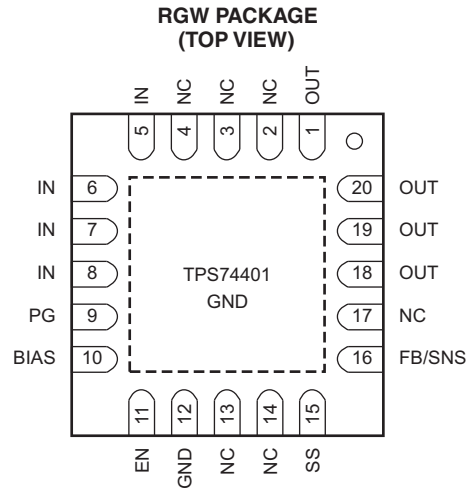 RGW PACKAGE
(TOP VIEW)
IN NC NC NC OUT
5 4 3 2 1
IN 6
IN 7
IN 8
PG 9
BIAS 10
TPS74401
GND
20 OUT
19 OUT
18 OUT
17 NC
16 FB/SNS
11 12 13 14 15
EN GND NC NC SS